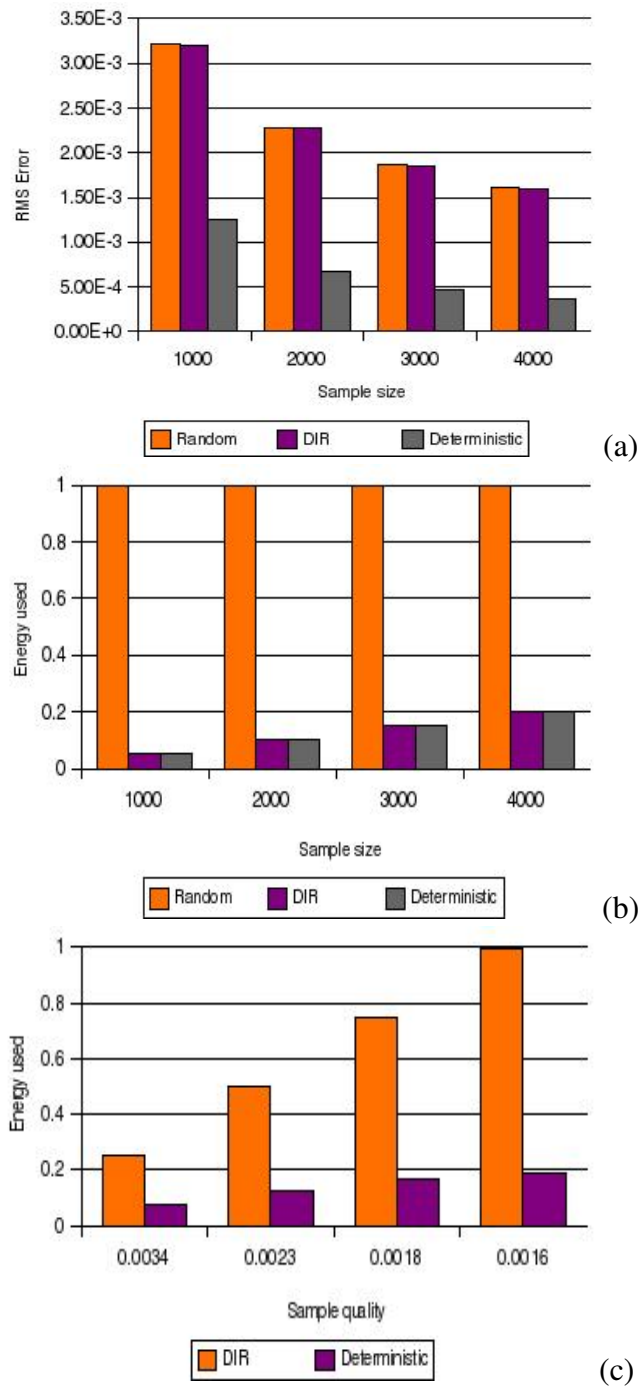 3.50E-3
3.00E-3
2.50E-3
2.00E-3
1.50E-3
1.00E-3
5.00E-4
0.00E+0
RMS Error
1000 2000 3000 4000
Sample size
Random DIR Deterministic
(a)
1
0.8
0.6
0.4
0.2
0
Energy used
1000 2000 3000 4000
Sample size
Random DIR Deterministic
(b)
1
0.8
0.6
0.4
0.2
0
Energy used
0.0034 0.0023 0.0018 0.0016
Sample quality
DIR Deterministic
(c)